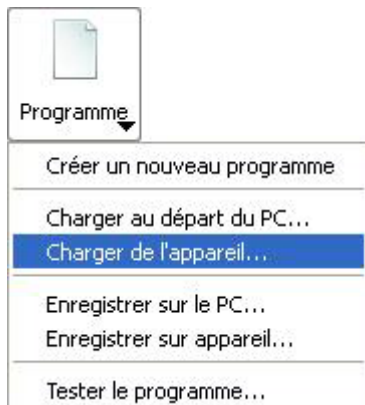 Programme
Créer un nouveau programme
Charger au départ du PC...
Charger de l'appareil...
Enregistrer sur le PC...
Enregistrer sur appareil...
Tester le programme...